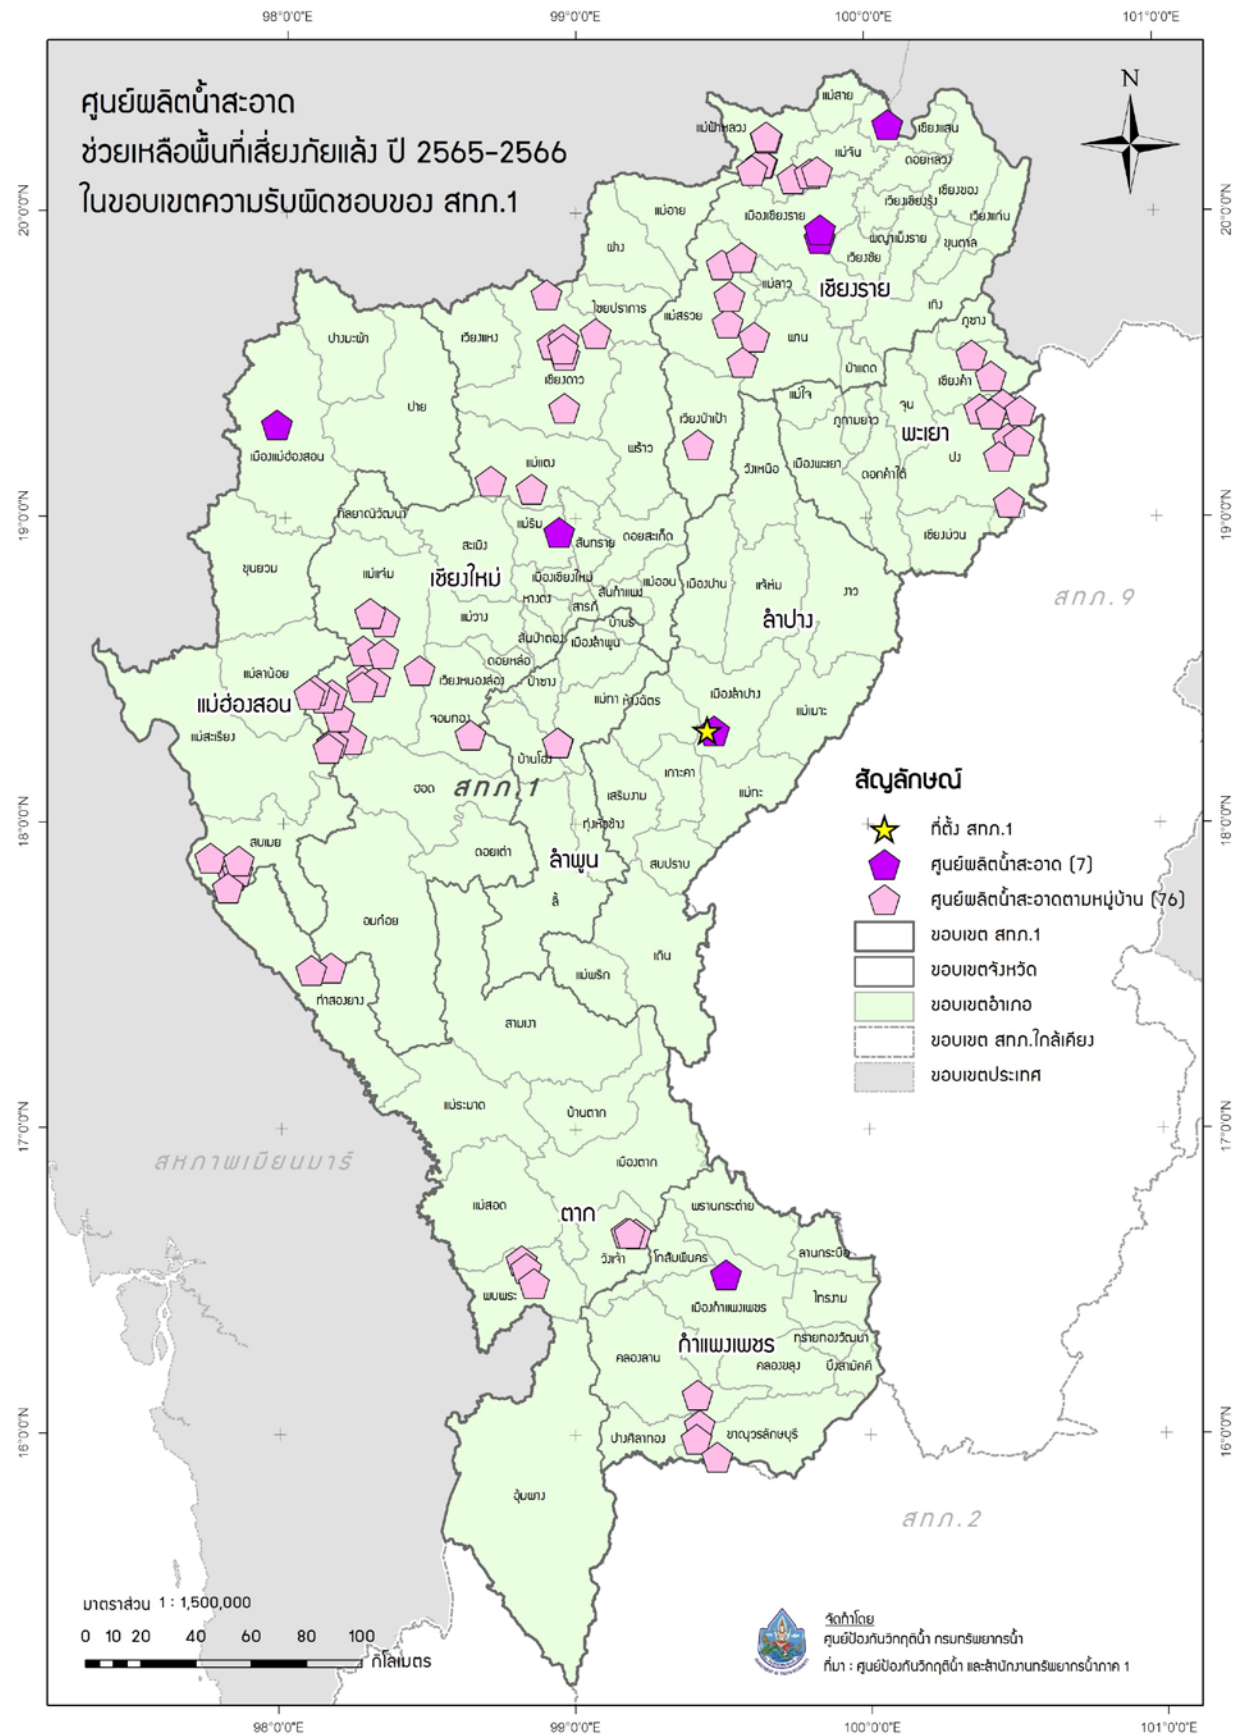 98°0'0"E
99°0'0"E
100°0'0"E
101°0'0"E
ศูนย์ผลิตน้ำสะอาด
ช่วยเหลือพื้นที่เสี่ยงภัยแล้ง ปี 2565-2566
ในขอบเขตความรับผิดชอบของ สทภ.1
N
20°0'0"N
20°0'0"N
แม่สาย
แม่ฟ้าหลวง
เชียงแสน
แม่จัน
ดอยหลวง
เชียงของ
เวียงเชียงรุ้ง
เวียงแก่น
แม่อาย
เมืองเชียงราย
พญาเม็งราย
ขุนตาล
ฝาง
เวียงชัย
แม่ลาว
เชียงราย
เทิง
ไชยปราการ
แม่สรวย
ภูซาง
ปางมะผ้า
เวียงแหง
พาน
ป่าแดด
เชียงดาว
เชียงคำ
ปาย
แม่ใจ
จุน
เวียงป่าเป้า
ภูกามยาว
พะเยา
เมืองแม่ฮ่องสอน
พร้าว
แม่แตง
วังเหนือ
เมืองพะเยา
ดอกคำใต้
ปง
19°0'0"N
19°0'0"N
กัลยาณิวัฒนา
แม่ริม
สันทราย
ดอยสะเก็ด
เชียงม่วน
สะเมิง
ขุนยวม
แม่แจ่ม
เชียงใหม่
เมืองเชียงใหม่
แม่ออน
เมืองปาน
แจ้ห่ม
งาว
สทภ.9
หางดง
สันกำแพง
สารภี
แม่วาง
บ้านธิ
ลำปาง
สันป่าตอง
เมืองลำพูน
ดอยหล่อ
แม่ลาน้อย
เวียงหนองล่อง
ป่าซาง
แม่ทา
ห้างฉัตร
เมืองลำปาง
แม่ฮ่องสอน
แม่เมาะ
จอมทอง
แม่สะเรียง
บ้านโฮ่ง
เกาะคา
ฮอด
สทภ.1
เสริมงาม
แม่ทะ
สัญลักษณ์
18°0'0"N
18°0'0"N
ทุ่งหัวช้าง
ที่ตั้ง สทภ.1
สบเมย
ดอยเต่า
ลำพูน
สบปราบ
ศูนย์ผลิตน้ำสะอาด (7)
ศูนย์ผลิตน้ำสะอาดตามหมู่บ้าน (76)
ลี้
อมก๋อย
ขอบเขต สทภ.1
เถิน
ขอบเขตจังหวัด
แม่พริก
ท่าสองยาง
ขอบเขตอำเภอ
สามเงา
ขอบเขต สทภ.ใกล้เคียง
ขอบเขตประเทศ
แม่ระมาด
บ้านตาก
17°0'0"N
17°0'0"N
สหภาพเมียนมาร์
เมืองตาก
แม่สอด
ตาก
พรานกระต่าย
วังเจ้า
โกสัมพีนคร
ลานกระบือ
พบพระ
เมืองกำแพงเพชร
ไทรงาม
กำแพงเพชร
ทรายทองวัฒนา
คลองลาน
คลองขลุง
บึงสามัคคี
16°0'0"N
16°0'0"N
ปางศิลาทอง
ขาณุวรลักษบุรี
อุ้มผาง
สทภ.2
มาตราส่วน 1 : 1,500,000
0 10 20 40 60 80 100
กิโลเมตร
จัดทำโดย
ศูนย์ป้องกันวิกฤติน้ำ กรมทรัพยากรน้ำ
ที่มา : ศูนย์ป้องกันวิกฤติน้ำ และสำนักงานทรัพยากรน้ำภาค 1
98°0'0"E
99°0'0"E
100°0'0"E
101°0'0"E